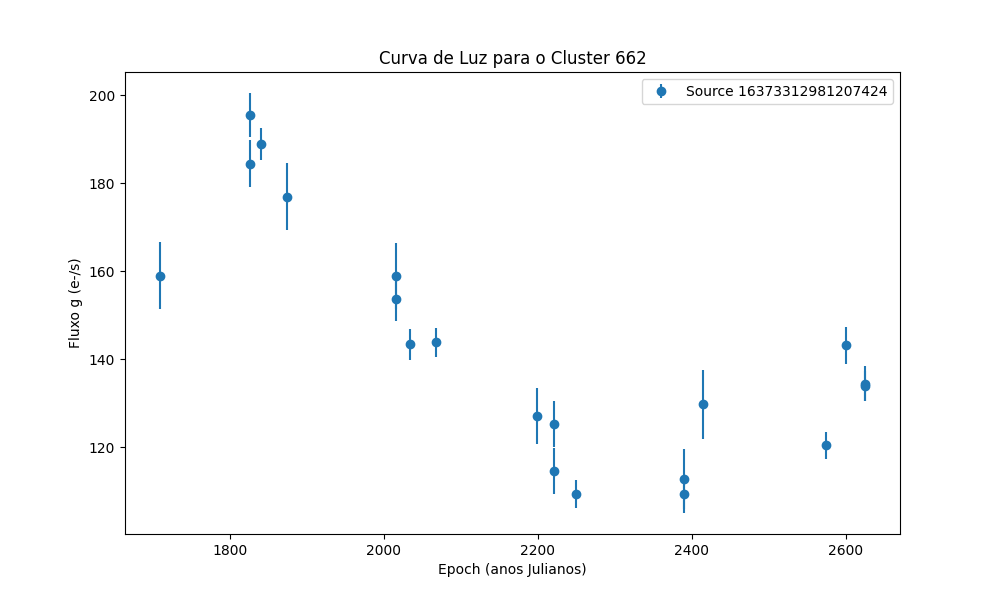 Curva de Luz para o Cluster 662
Source 16373312981207424
Fluxo g (e-/s)
200
180
160
140
120
1800
2000
2200
2400
2600
Epoch (anos Julianos)